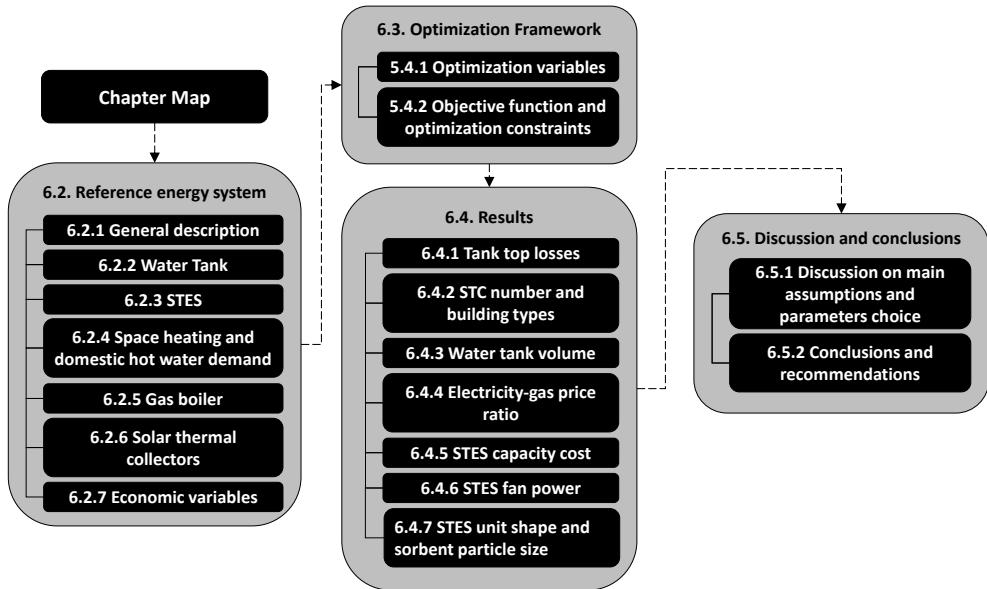 Chapter Map
6.2. Reference energy system
6.2.1 General description
6.2.2 Water Tank
6.2.3 STES
6.2.4 Space heating and
domestic hot water demand
6.2.5 Gas boiler
6.2.6 Solar thermal
collectors
6.2.7 Economic variables
6.3. Optimization Framework
5.4.1 Optimization variables
5.4.2 Objective function and
optimization constraints
6.4. Results
6.4.1 Tank top losses
6.4.2 STC number and
building types
6.4.3 Water tank volume
6.4.4 Electricity-gas price
ratio
6.4.5 STES capacity cost
6.4.6 STES fan power
6.4.7 STES unit shape and
sorbent particle size
6.5. Discussion and conclusions
6.5.1 Discussion on main
assumptions and
parameters choice
6.5.2 Conclusions and
recommendations